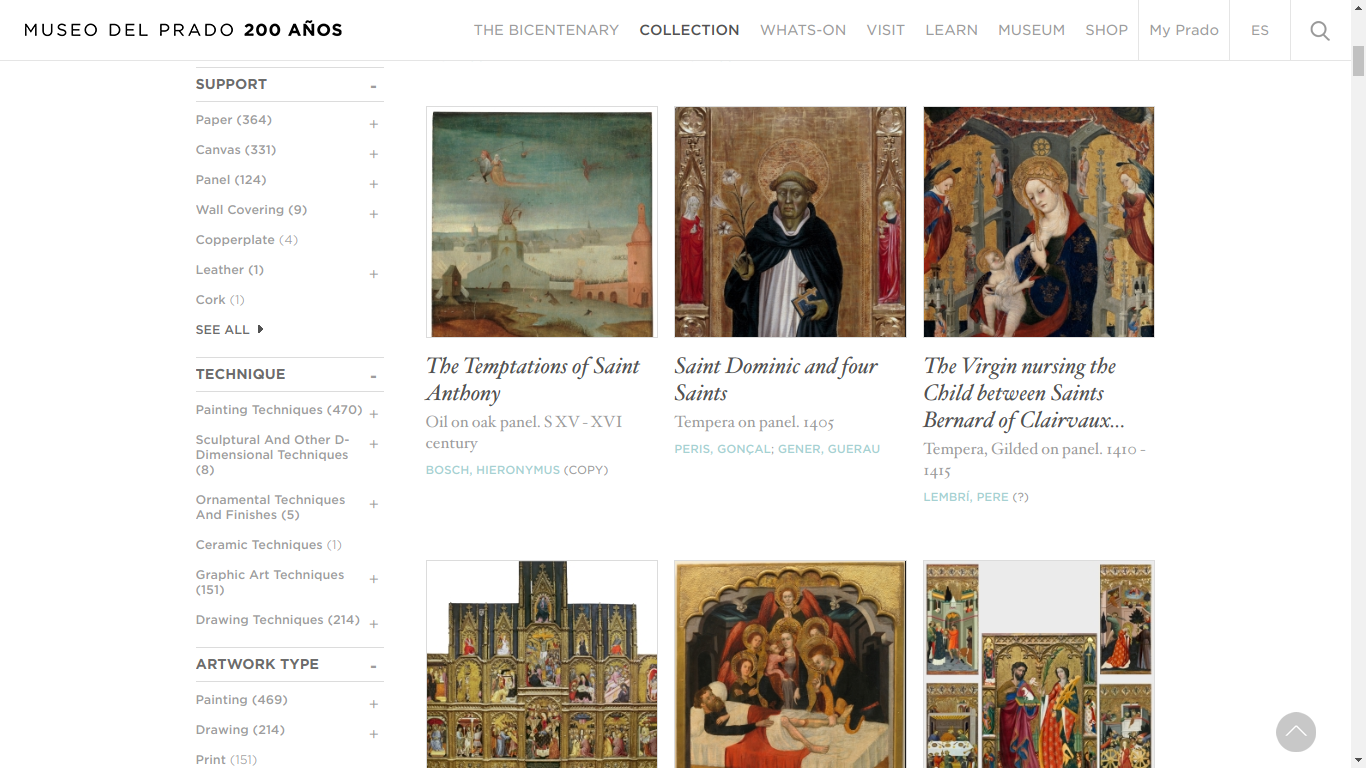 MUSEO DEL PRADO 200 AÑOS
THE BICENTENARY COLLECTION WHATS-ON VISIT LEARN MUSEUM SHOP My Prado ES
SUPPORT -
Paper (364) +
Canvas (331) +
Panel (124) +
Wall Covering (9) +
Copperplate (4)
Leather (1) +
Cork (1)
SEE ALL
TECHNIQUE -
Painting Techniques (470) +
Sculptural And Other D-
Dimensional Techniques
(8) +
Ornamental Techniques
And Finishes (5) +
Ceramic Techniques (1)
Graphic Art Techniques
(151) +
Drawing Techniques (214) +
ARTWORK TYPE -
Painting (469) +
Drawing (214) +
Print (151)
The Temptations of Saint
Anthony
Oil on oak panel. S XV - XVI
century
BOSCH, HIERONYMUS (COPY)
Saint Dominic and four
Saints
Tempera on panel. 1405
PERIS, GONÇAL; GENER, GUERAU
The Virgin nursing the
Child between Saints
Bernard of Clairvaux...
Tempera, Gilded on panel. 1410 -
1415
LEMBRÍ, PERE (?)